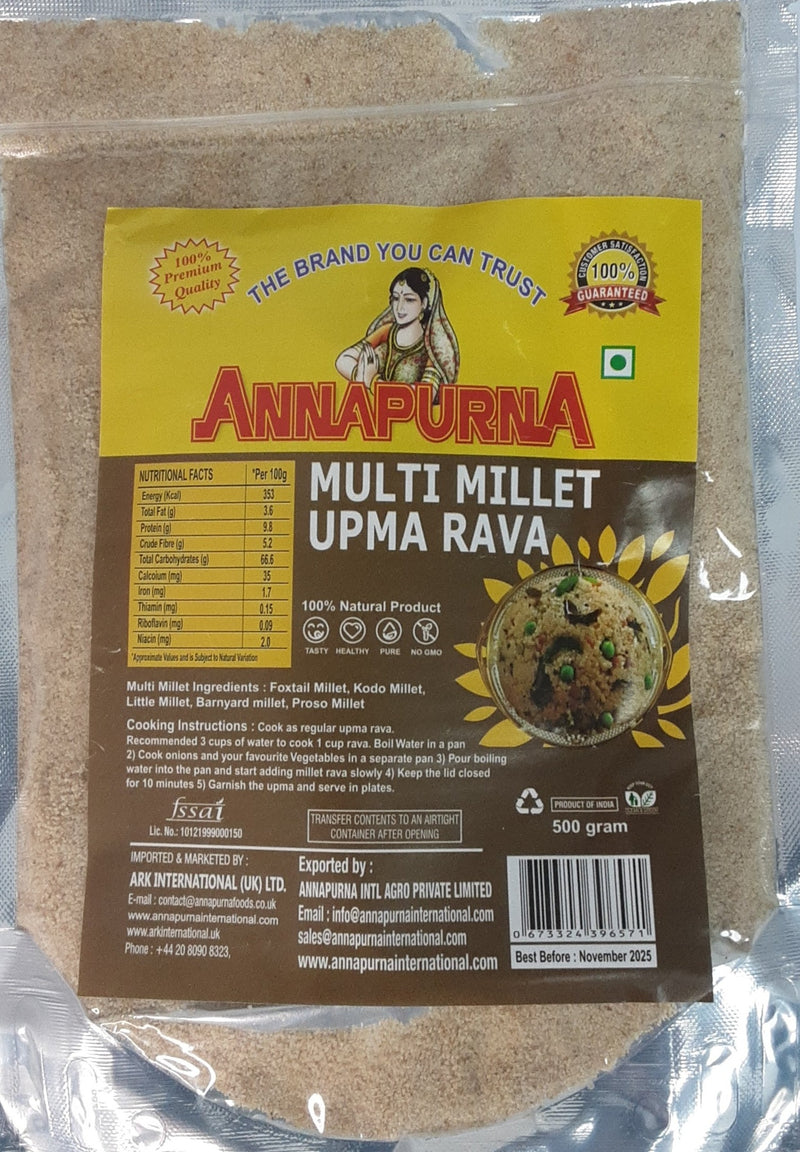 100%
Premium
Quality
THE BRAND YOU CAN TRUST
CUSTOMER SATISFACTION
100%
GUARANTEED
ANNAPURNA
MULTI MILLET
UPMA RAVA
NUTRITIONAL FACTS *Per 100g
Energy (Kcal) 353
Total Fat (g) 3.6
Protein (g) 9.8
Crude Fibre (g) 5.2
Total Carbohydrates (g) 66.6
Calcoium (mg) 35
Iron (mg) 1.7
Thiamin (mg) 0.15
Riboflavin (mg) 0.09
Niacin (mg) 2.0
*Approximate Values and is Subject to Natural Variation
100% Natural Product
TASTY HEALTHY PURE NO GMO
Multi Millet Ingredients : Foxtail Millet, Kodo Millet,
Little Millet, Barnyard millet, Proso Millet
Cooking Instructions : Cook as regular upma rava.
Recommended 3 cups of water to cook 1 cup rava. Boil Water in a pan
2) Cook onions and your favourite Vegetables in a separate pan 3) Pour boiling
water into the pan and start adding millet rava slowly 4) Keep the lid closed
for 10 minutes 5) Garnish the upma and serve in plates.
fssai
Lic. No.: 10121999000150
TRANSFER CONTENTS TO AN AIRTIGHT
CONTAINER AFTER OPENING
PRODUCT OF INDIA
500 gram
IMPORTED & MARKETED BY :
ARK INTERNATIONAL (UK) LTD.
E-mail : contact@annapurnafoods.co.uk
www.annapurnainternational.com
www.arkinternational.uk
Phone : +44 20 8090 8323,
Exported by :
ANNAPURNA INTL AGRO PRIVATE LIMITED
Email : info@annapurnainternational.com
sales@annapurnainternational.com
www.annapurnainternational.com
0 673324 396571
Best Before : November 2025